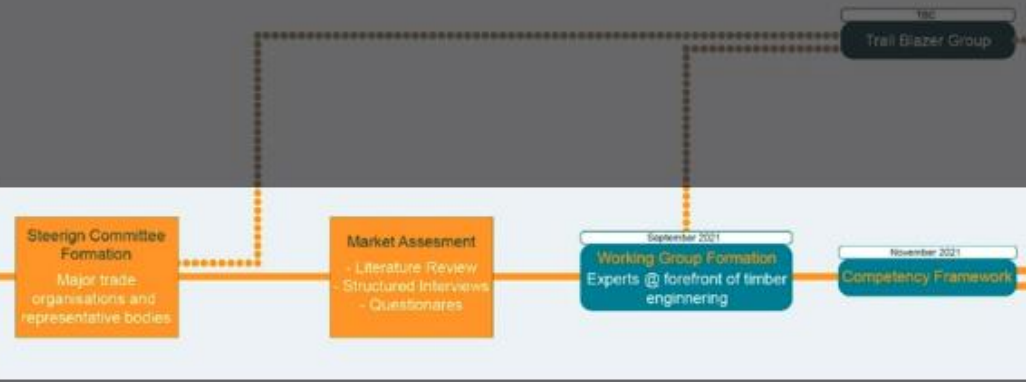 TBC
Trail Blazer Group
Steerign Committee
Formation
Major trade
organisations and
representative bodies
Market Assesment
- Literature Review
- Structured Interviews
- Questionares
September 2021
Working Group Formation
Experts @ forefront of timber
enginnering
November 2021
Competency Framework